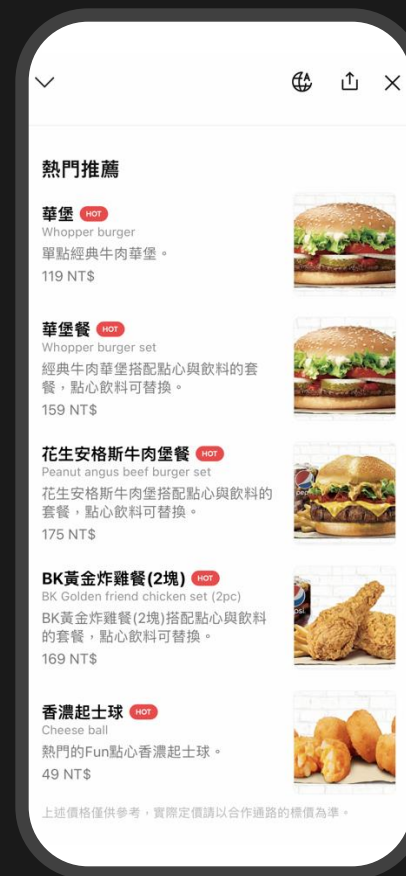 熱門推薦
華堡 HOT
Whopper burger
單點經典牛肉華堡。
119 NT$
華堡餐 HOT
Whopper burger set
經典牛肉華堡搭配點心與飲料的套
餐，點心飲料可替換。
159 NT$
花生安格斯牛肉堡餐 HOT
Peanut angus beef burger set
花生安格斯牛肉堡搭配點心與飲料的
套餐，點心飲料可替換。
175 NT$
BK黃金炸雞餐(2塊) HOT
BK Golden friend chicken set (2pc)
BK黃金炸雞餐(2塊)搭配點心與飲料
的套餐，點心飲料可替換。
169 NT$
香濃起士球 HOT
Cheese ball
熱門的Fun點心香濃起士球。
49 NT$
上述價格僅供參考，實際定價請以合作通路的標價為準。